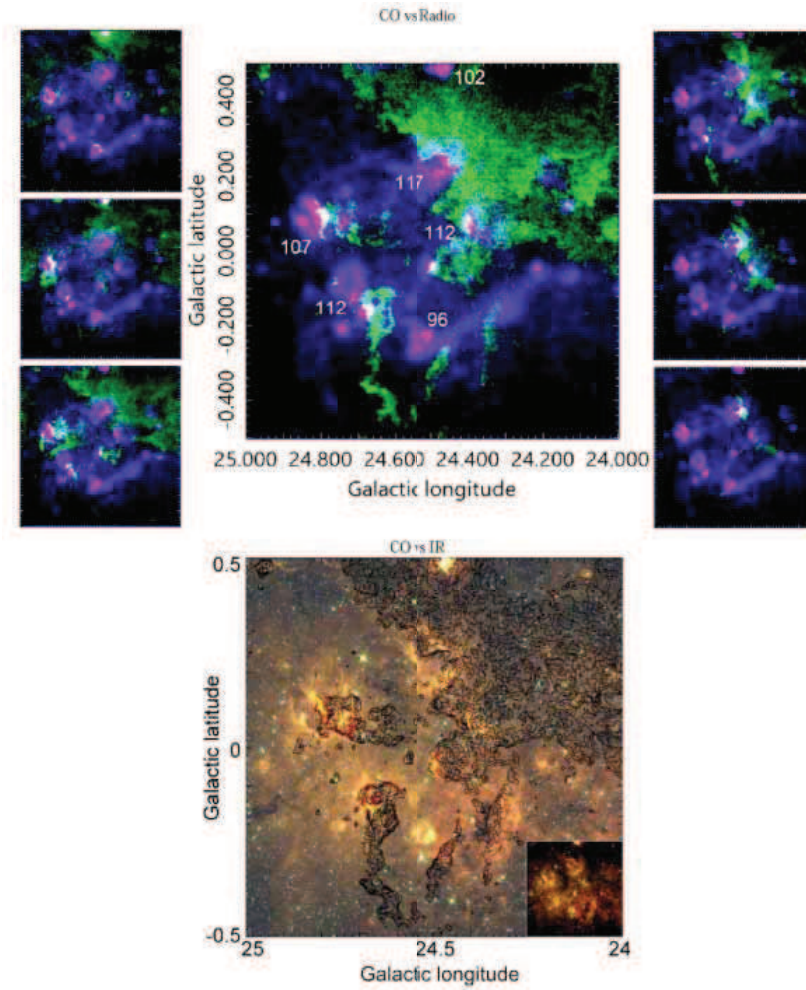 CO vs Radio
102
0.400
0.200
117
112
107
0.000
112
96
-0.200
-0.400
Galactic latitude
25.000 24.800 24.600 24.400 24.200 24.000
Galactic longitude
CO vs IR
0.5
0
-0.5
Galactic latitude
25
24.5
24
Galactic longitude